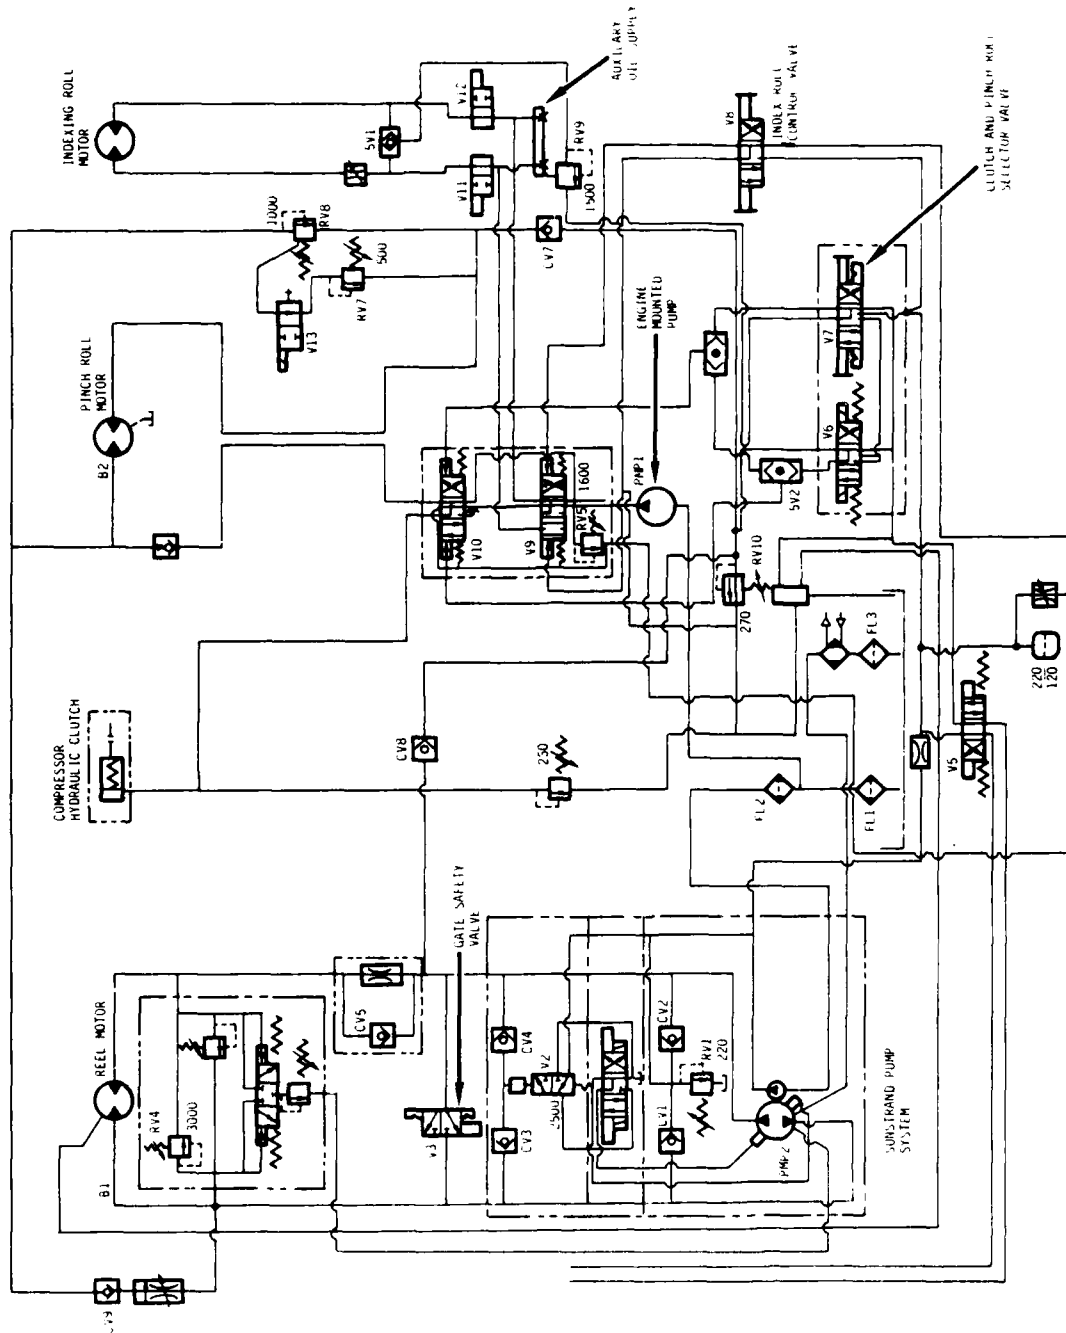 INDEXING ROLL
MOTOR
SV1
V12
AUXILIARY
OIL SUPPLY
V11
RV9
1500
V8
INDEX ROLL
CONTROL VALVE
CLUTCH AND PINCH ROLL
SELECTOR VALVE
1000
RV8
500
RV7
V13
CV7
PINCH ROLL
MOTOR
B2
ENGINE
MOUNTED
PUMP
PMP1
V10
V9
1600
RV5
V7
V6
SV2
RV10
270
FL3
220
120
V5
COMPRESSOR
HYDRAULIC CLUTCH
CV8
250
FL2
FL1
REEL MOTOR
RV4
3000
B1
CV5
GATE SAFETY
VALVE
V3
CV4
V2
2500
CV3
CV2
RV1
220
CV1
PMP2
SUNSTRAND PUMP
SYSTEM
CV9